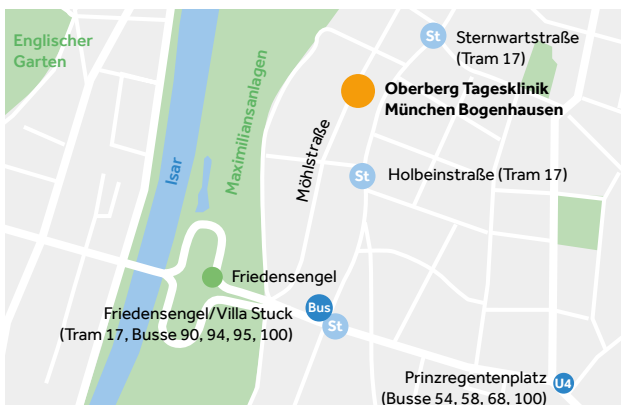 Englischer
Garten
St
Sternwartstraße
(Tram 17)
Oberberg Tagesklinik
München Bogenhausen
Maximiliansanlagen
Isar
Möhlstraße
St
Holbeinstraße (Tram 17)
Friedensengel
Bus
Friedensengel/Villa Stuck
(Tram 17, Busse 90, 94, 95, 100)
St
Prinzregentenplatz
(Busse 54, 58, 68, 100)
U4